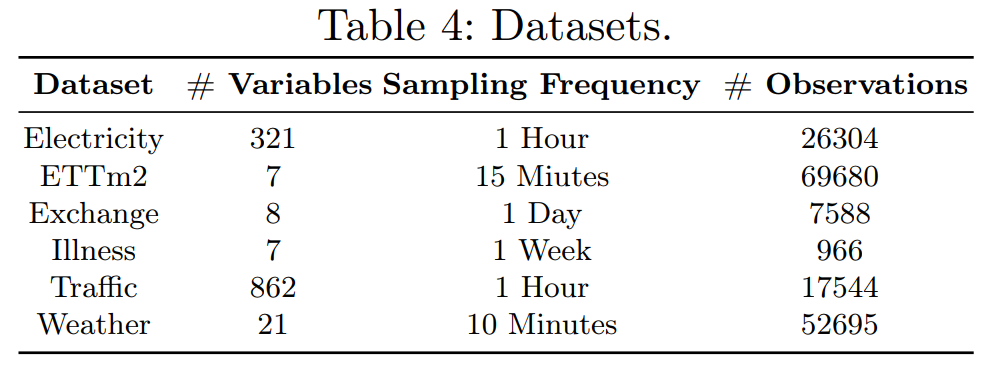 Table 4: Datasets.
Dataset # Variables Sampling Frequency # Observations
Electricity 321 1 Hour 26304
ETTm2 7 15 Miutes 69680
Exchange 8 1 Day 7588
Illness 7 1 Week 966
Traffic 862 1 Hour 17544
Weather 21 10 Minutes 52695